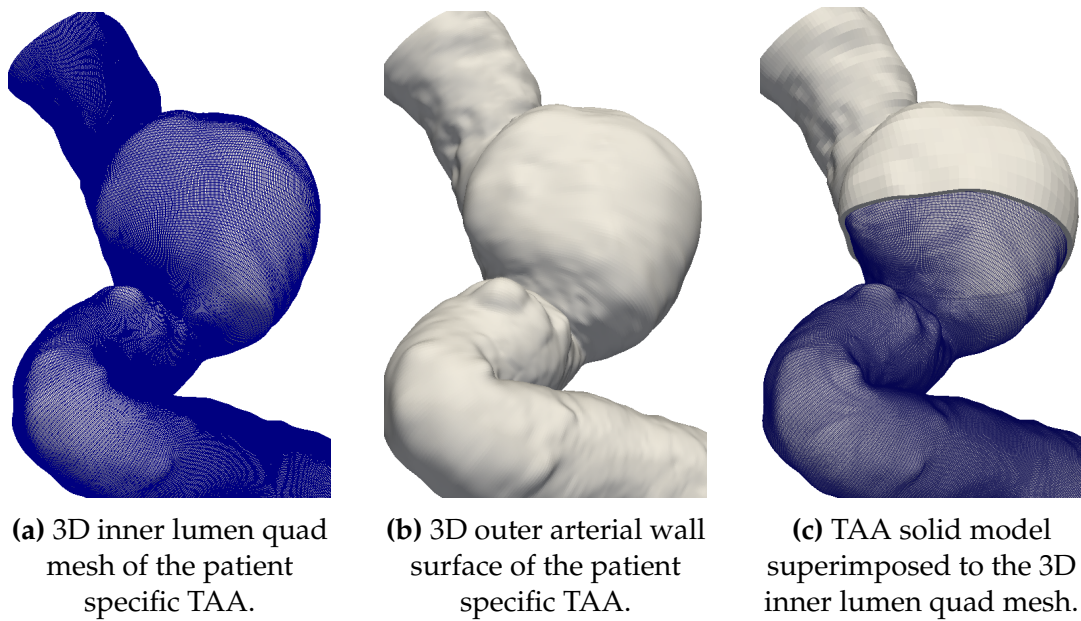 (a) 3D inner lumen quad
mesh of the patient
specific TAA.
(b) 3D outer arterial wall
surface of the patient
specific TAA.
(c) TAA solid model
superimposed to the 3D
inner lumen quad mesh.